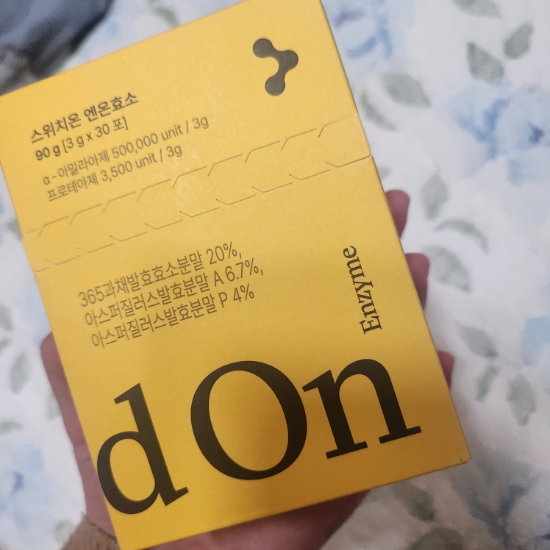 스위치온 엔온효소
90 g [3 g x 30 포]
α-아밀라아제 500,000 unit / 3g
프로테아제 3,500 unit / 3g
365과채발효효소분말 20%,
아스퍼질러스발효분말 A 6.7%,
아스퍼질러스발효분말 P 4%
Enzyme
d On